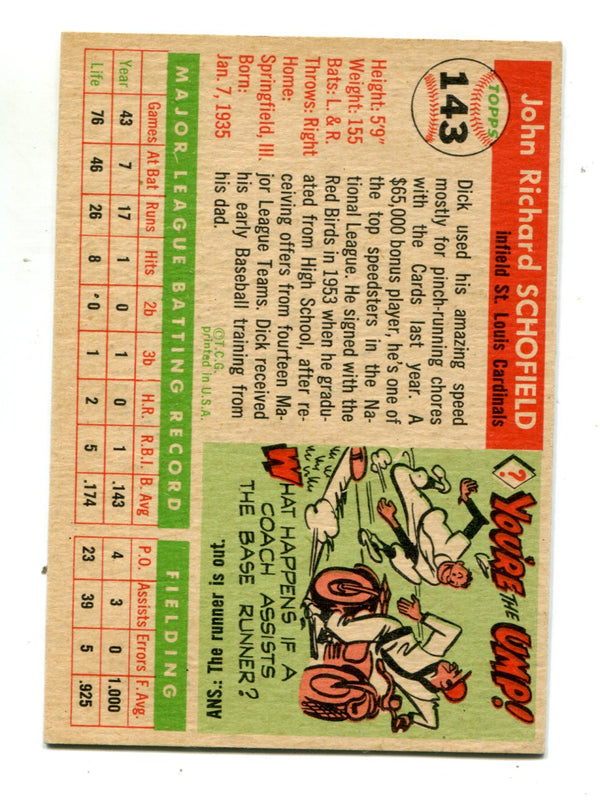 TOPPS
143
John Richard SCHOFIELD
infield St. Louis Cardinals
Height: 5'9"
Weight: 155
Bats: L. & R.
Throws: Right
Home:
Springfield, Ill.
Born:
Jan. 7, 1935
Dick used his amazing speed
mostly for pinch-running chores
with the Cards last year. A
$65,000 bonus player, he's one of
the top speedsters in the Na-
tional League. He signed with the
Red Birds in 1953 when he gradu-
ated from High School, after re-
ceiving offers from fourteen Ma-
jor League Teams. Dick received
his early Baseball training from
his dad.
©T.C.G.
printed in U.S.A.
?
YOU'RE THE UMP!
WHAT HAPPENS IF A
COACH ASSISTS
THE BASE RUNNER?
ANS.: The runner is out.
MAJOR LEAGUE BATTING RECORD
FIELDING
Games At Bat Runs Hits 2b 3b H.R. R.B.I. B. Avg P.O. Assists Errors F. Avg.
Year 43 7 17 1 0 1 0 1 .143 4 3 0 1.000
Life 76 46 26 8 0 1 2 5 .174 23 39 5 .925